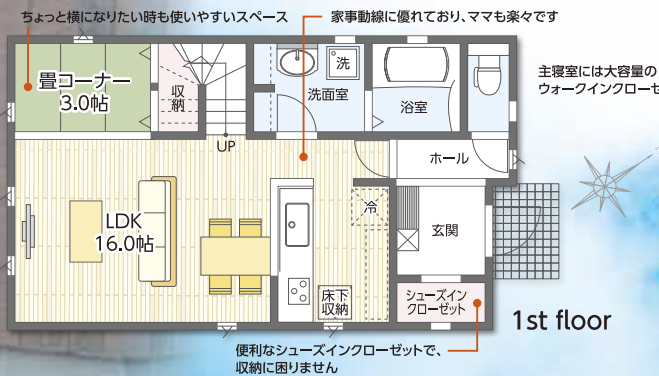 ちょっと横になりたい時も使いやすいスペース
家事動線に優れており、ママも楽々です
主寝室には大容量の
ウォークインクローゼ
畳コーナー
3.0帖
収納
洗面室
洗
浴室
UP
ホール
LDK
16.0帖
冷
玄関
床下
収納
シューズイン
クローゼット
1st floor
便利なシューズインクローゼットで、
収納に困りません